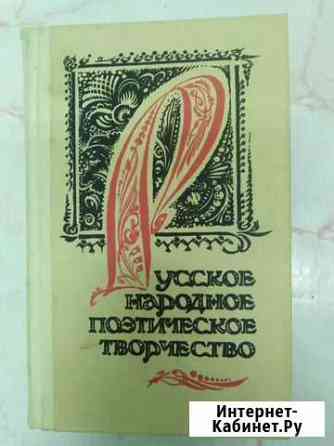 Русское
народное
поэтическое
творчество
Интернет-
Кабинет.Ру